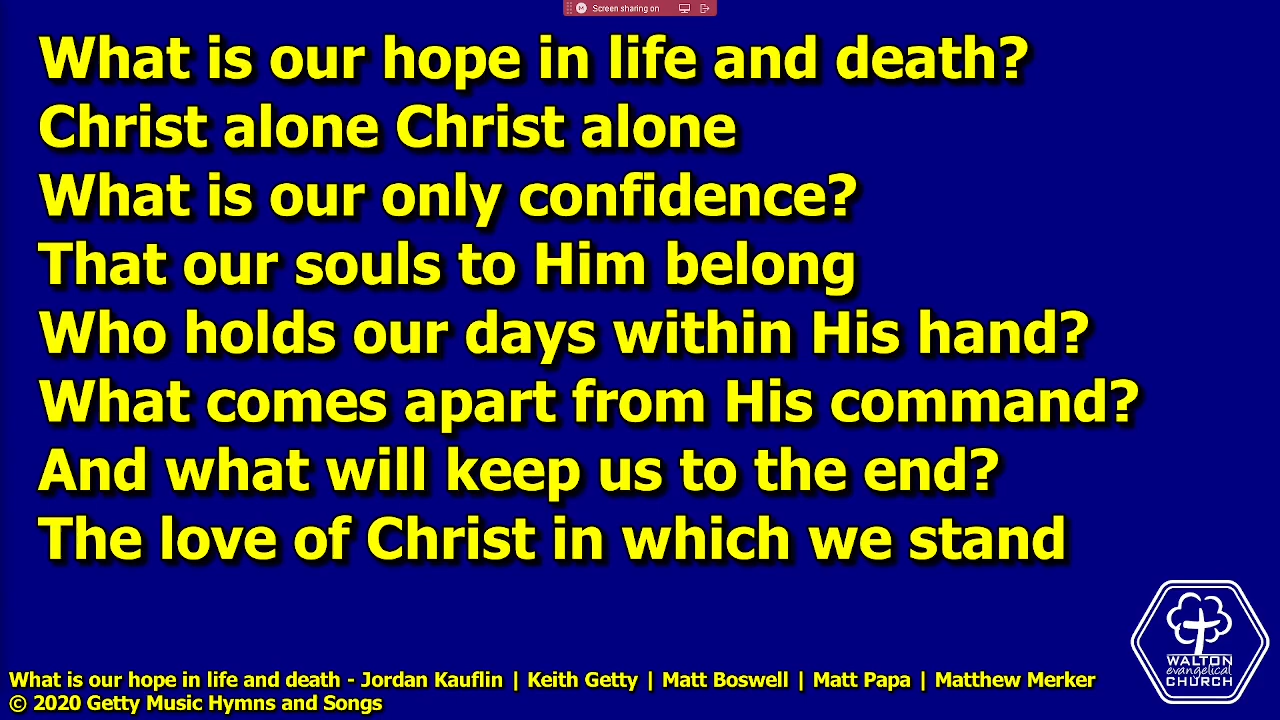 Screen sharing on
What is our hope in life and death?
Christ alone Christ alone
What is our only confidence?
That our souls to Him belong
Who holds our days within His hand?
What comes apart from His command?
And what will keep us to the end?
The love of Christ in which we stand
WALTON
evangelical
CHURCH
What is our hope in life and death - Jordan Kauflin | Keith Getty | Matt Boswell | Matt Papa | Matthew Merker
© 2020 Getty Music Hymns and Songs